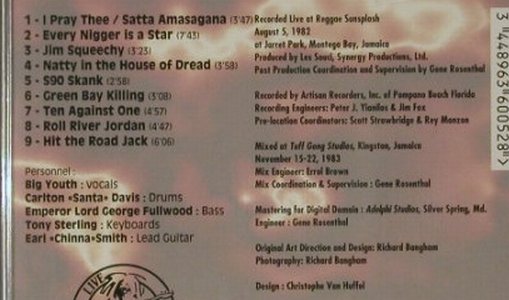 1 - I Pray Thee / Satta Amasagana (3'47)
2 - Every Nigger is a Star (7'43)
3 - Jim Squeechy (3'23)
4 - Natty in the House of Dread (3'58)
5 - S90 Skank (2'58)
6 - Green Bay Killing (3'08)
7 - Ten Against One (4'57)
8 - Roll River Jordan (4'47)
9 - Hit the Road Jack (6'06)
Personnel :
Big Youth : vocals
Carlton «Santa» Davis : Drums
Emperor Lord George Fullwood : Bass
Tony Sterling : Keyboards
Earl «Chinna»Smith : Lead Guitar
LIVE
Recorded Live at Reggae Sunsplash
August 5, 1982
at Jarret Park, Montego Bay, Jamaica
Produced by Les Souci, Synergy Productions, Ltd.
Post Production Coordination and Supervision by Gene Rosenthal
Recorded by Artisan Recorders, Inc. of Pompano Beach Florida
Recording Engineers: Peter J. Yianilos & Jim Fox
Pre-location Coordinators: Scott Strawbridge & Rey Monzon
Mixed at Tuff Gong Studios, Kingston, Jamaica
November 15-22, 1983
Mix Engineer: Errol Brown
Mix Coordination & Supervision : Gene Rosenthal
Mastering for Digital Domain : Adelphi Studios, Silver Spring, Md.
Engineer : Gene Rosenthal
Original Art Direction and Design: Richard Bangham
Photography: Richard Bangham
Design : Christophe Van Huffel
3 448963 600528 >